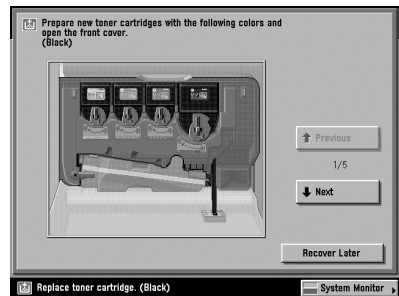 Prepare new toner cartridges with the following colors and
open the front cover.
(Black)
Previous
1/5
Next
Recover Later
Replace toner cartridge. (Black)
System Monitor